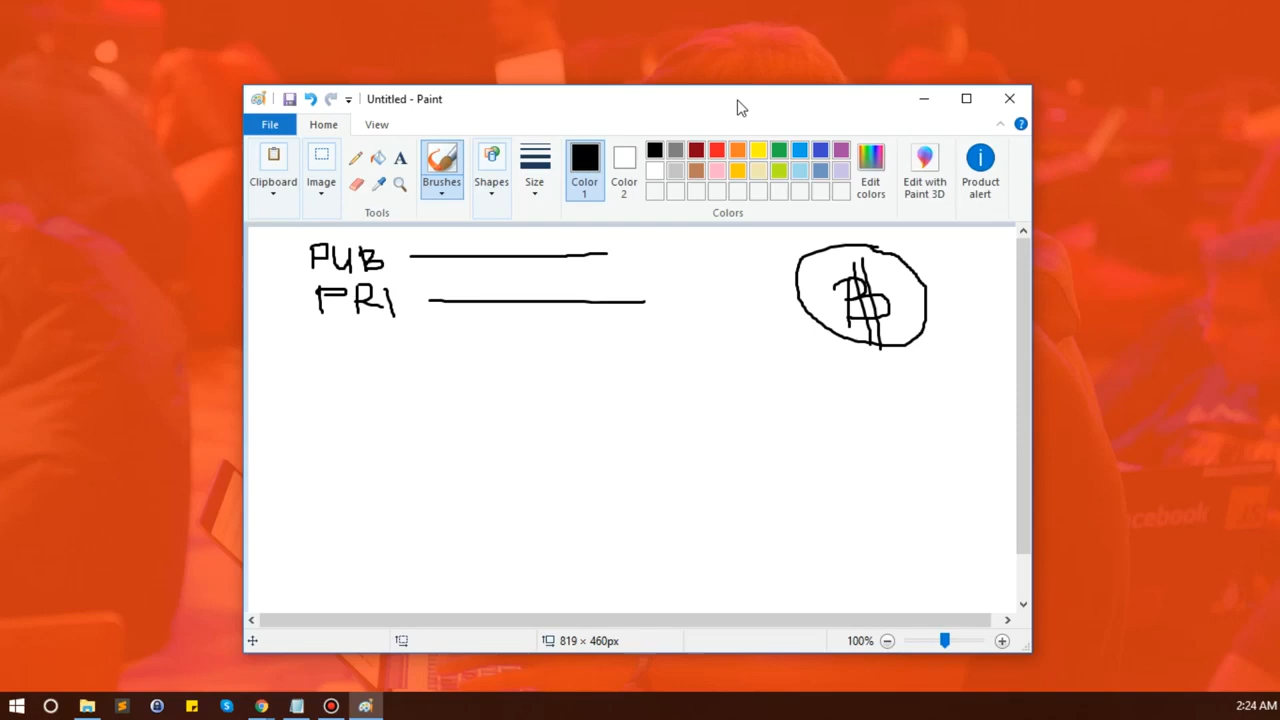 Untitled - Paint
File Home View
Clipboard
Image
Tools
Brushes
Shapes
Size
Color 1
Color 2
Colors
Edit colors
Edit with Paint 3D
Product alert
PUB
PRI
B
facebook
819 × 460px
100%
2:24 AM